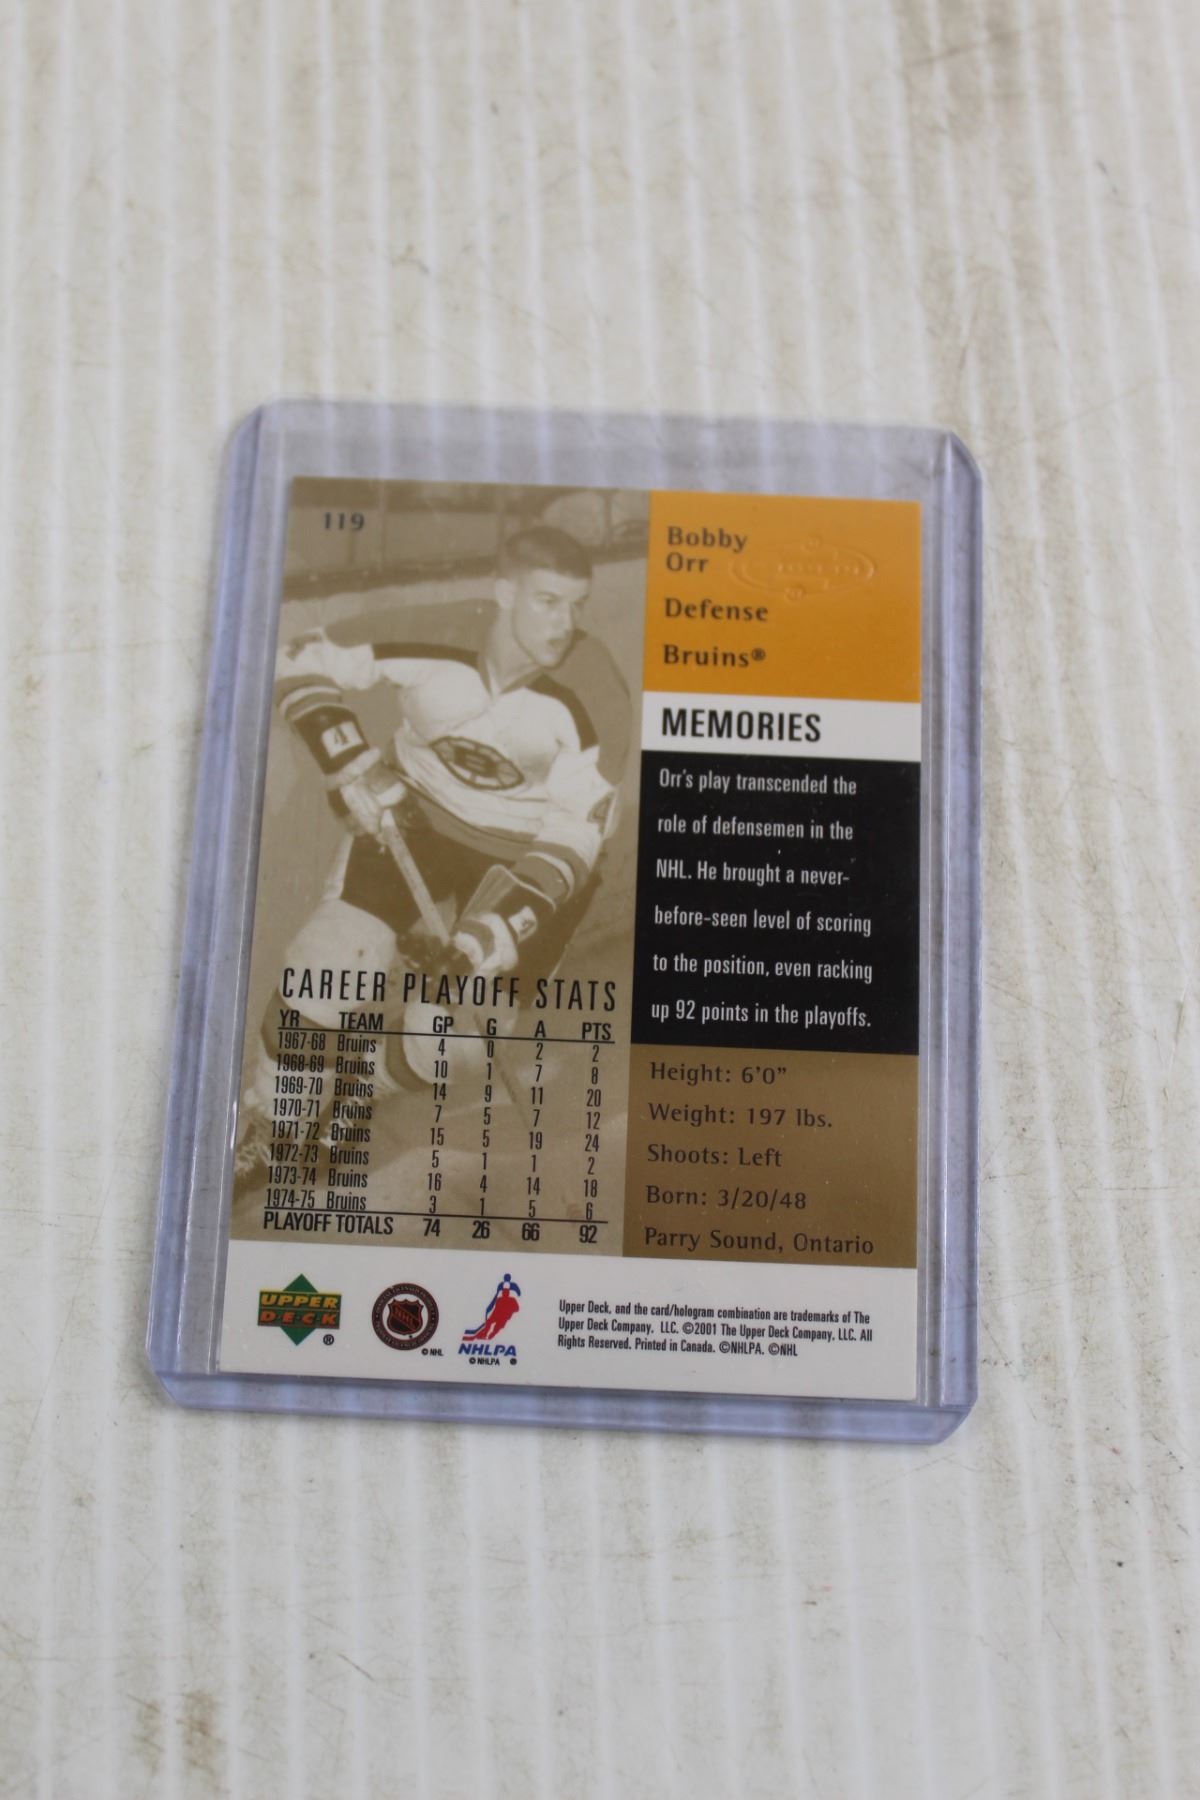 119
Bobby
Orr
Defense
Bruins®
MEMORIES
Orr's play transcended the
role of defensemen in the
NHL. He brought a never-
before-seen level of scoring
to the position, even racking
up 92 points in the playoffs.
Height: 6'0"
Weight: 197 lbs.
Shoots: Left
Born: 3/20/48
Parry Sound, Ontario
4
CAREER PLAYOFF STATS
YR TEAM GP G A PTS
1967-68 Bruins 4 0 2 2
1968-69 Bruins 10 1 7 8
1969-70 Bruins 14 9 11 20
1970-71 Bruins 7 5 7 12
1971-72 Bruins 15 5 19 24
1972-73 Bruins 5 1 1 2
1973-74 Bruins 16 4 14 18
1974-75 Bruins 3 1 5 6
PLAYOFF TOTALS 74 26 66 92
UPPER
DECK
®
NHL
©NHL
NHLPA
©NHLPA ®
Upper Deck, and the card/hologram combination are trademarks of The
Upper Deck Company, LLC. ©2001 The Upper Deck Company, LLC. All
Rights Reserved. Printed in Canada. ©NHLPA. ©NHL